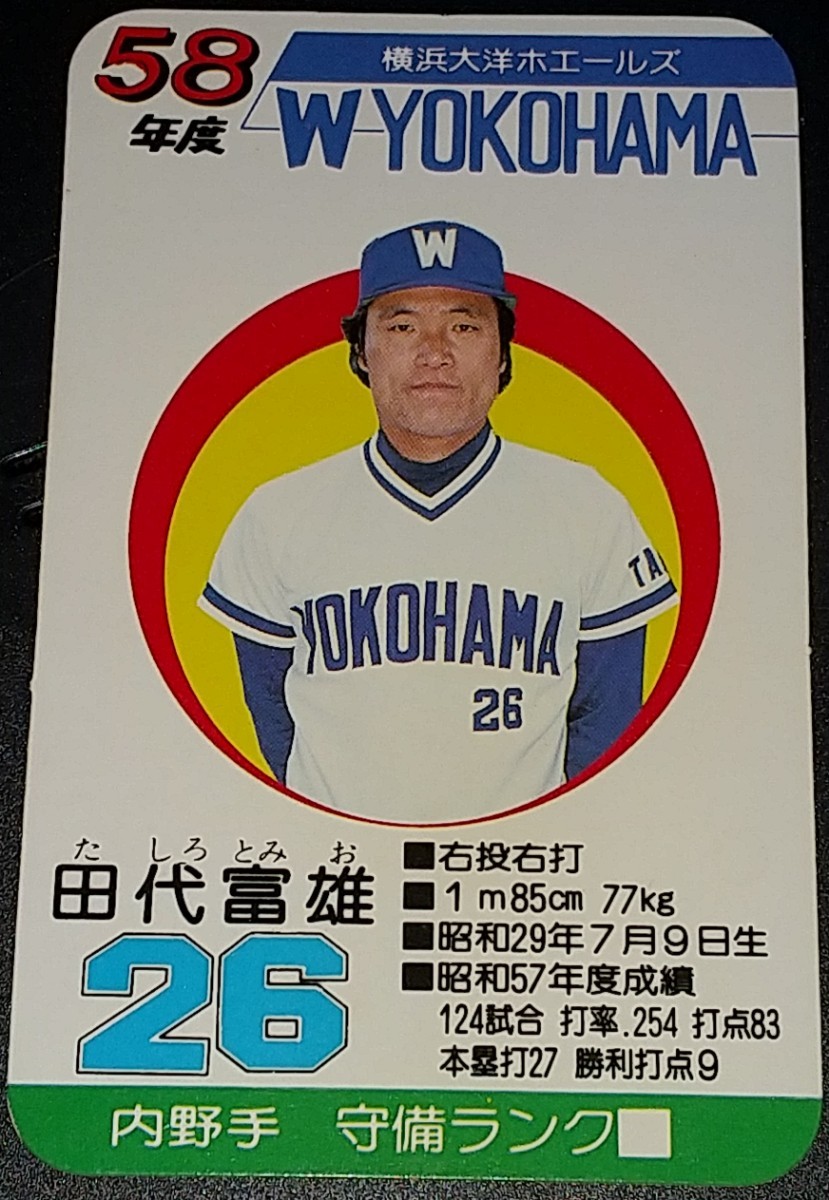 58
年度
横浜大洋ホエールズ
W YOKOHAMA
W
TA
YOKOHAMA
26
た しろ とみ お
田代富雄
26
■右投右打
■1m85cm 77kg
■昭和29年7月9日生
■昭和57年度成績
124試合 打率.254 打点83
本塁打27 勝利打点9
内野手 守備ランク